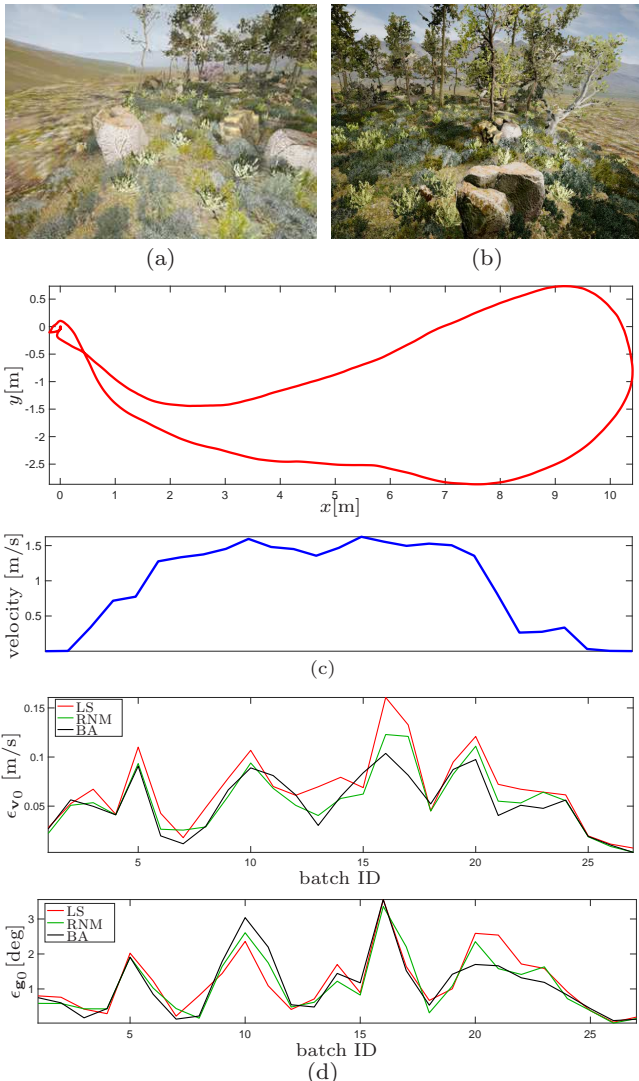 (a)
(b)
0.5
0
-0.5
-1
-1.5
-2
-2.5
y[m]
0 1 2 3 4 5 6 7 8 9 10
x[m]
1.5
1
0.5
velocity [m/s]
(c)
LS
RNM
BA
0.15
0.1
0.05
ϵv0 [m/s]
5 10 15 20 25
batch ID
LS
RNM
BA
3
2
1
ϵg0 [deg]
5 10 15 20 25
batch ID
(d)